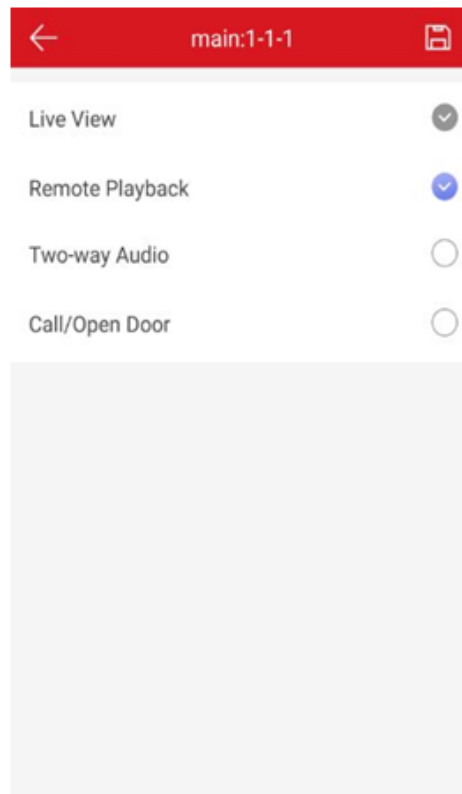 main:1-1-1
Live View
Remote Playback
Two-way Audio
Call/Open Door